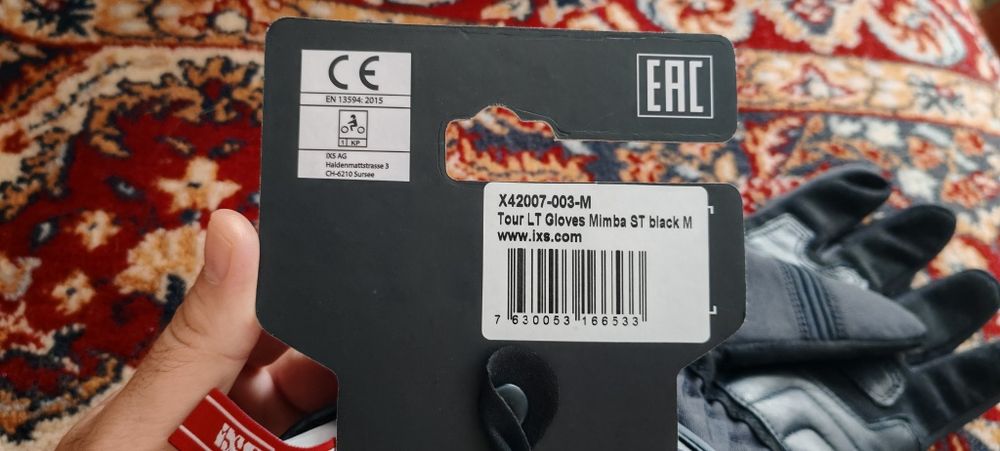 CE
EN 13594: 2015
1 KP
IXS AG
Haldenmattstrasse 3
CH-6210 Sursee
EAC
X42007-003-M
Tour LT Gloves Mimba ST black M
www.ixs.com
7 630053 166533
iXS